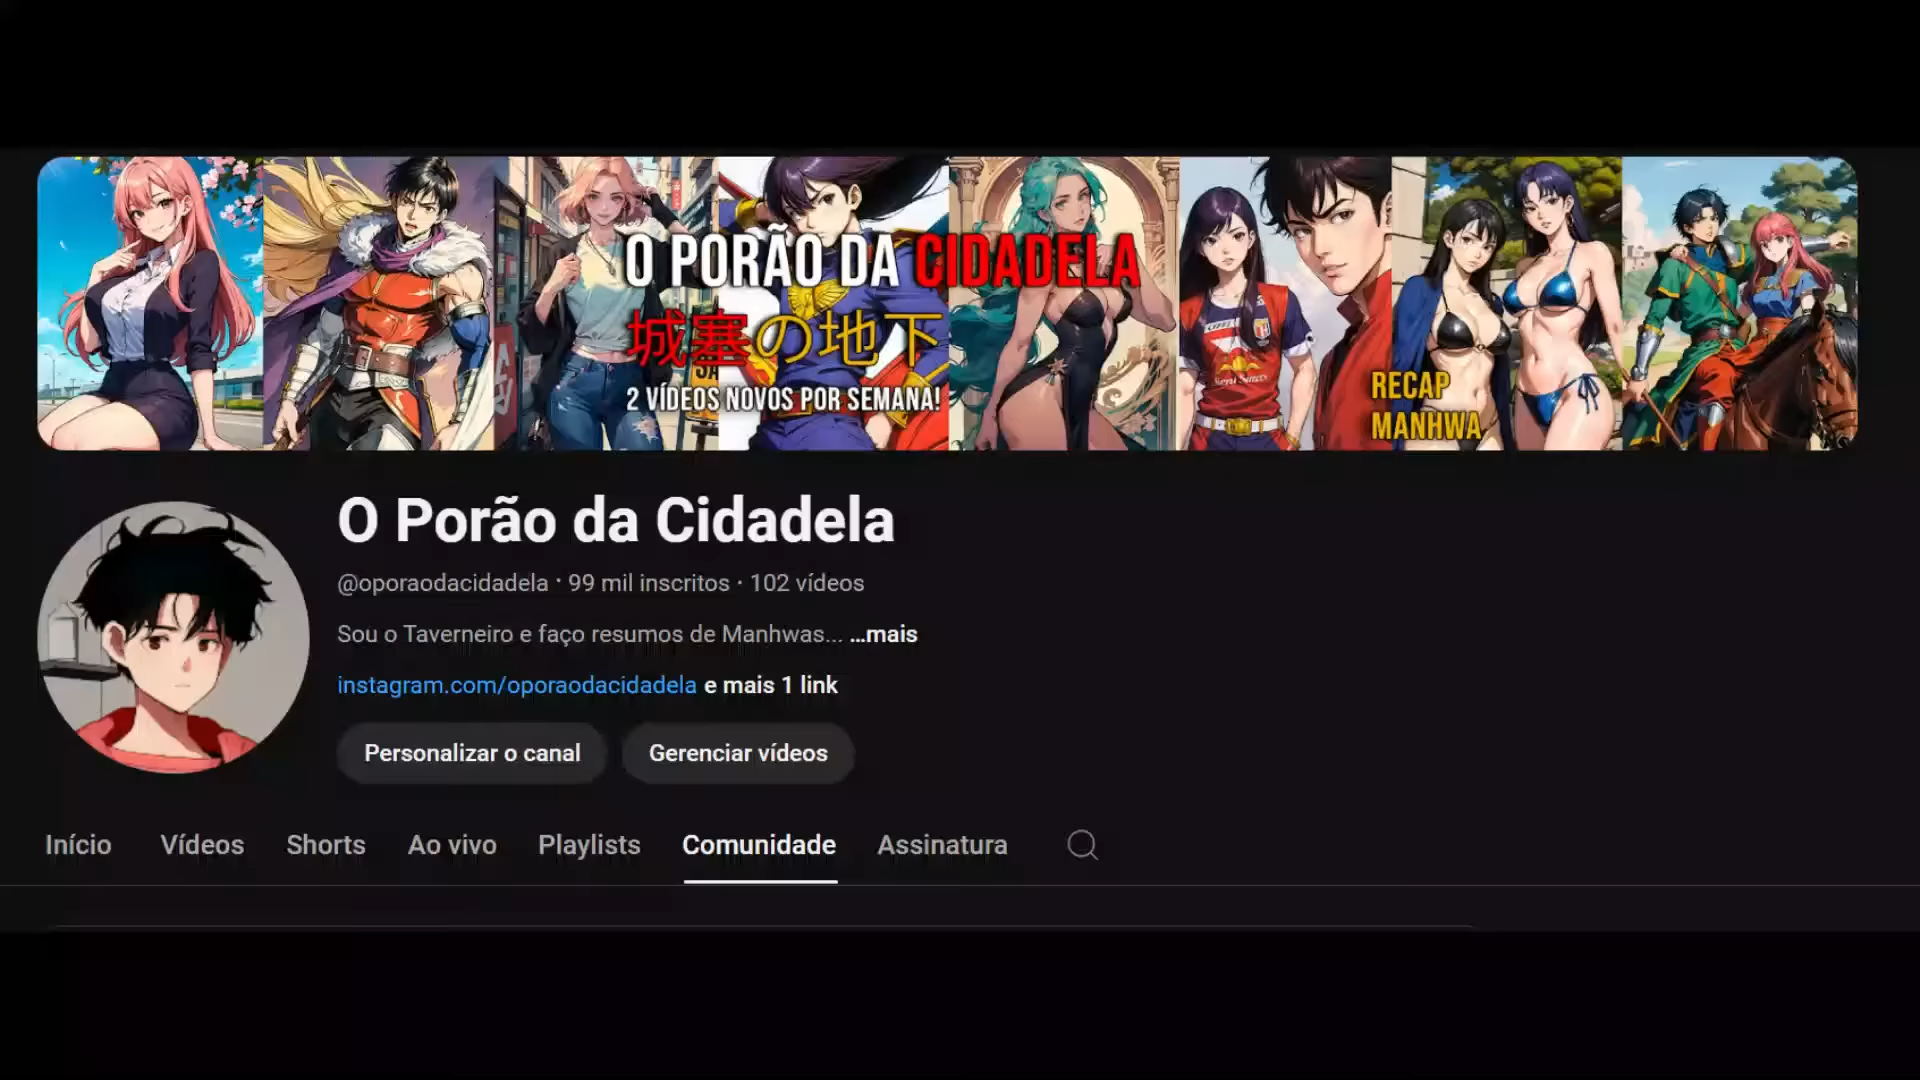 O PORÃO DA CIDADELA
城塞の地下
2 VÍDEOS NOVOS POR SEMANA!
RECAP
MANHWA
O Porão da Cidadela
@oporaodacidadela · 99 mil inscritos · 102 vídeos
Sou o Taverneiro e faço resumos de Manhwas... ...mais
instagram.com/oporaodacidadela e mais 1 link
Personalizar o canal Gerenciar vídeos
Início Vídeos Shorts Ao vivo Playlists Comunidade Assinatura